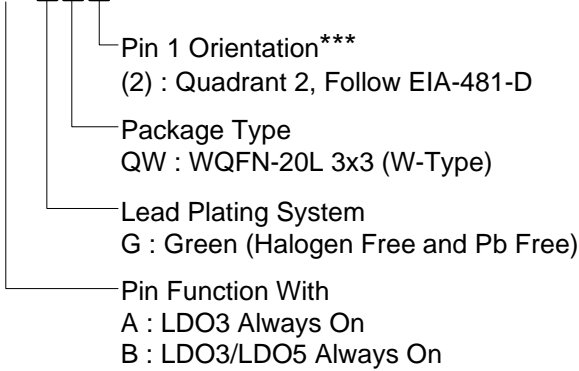 Pin 1 Orientation***
(2) : Quadrant 2, Follow EIA-481-D
Package Type
QW : WQFN-20L 3x3 (W-Type)
Lead Plating System
G : Green (Halogen Free and Pb Free)
Pin Function With
A : LDO3 Always On
B : LDO3/LDO5 Always On